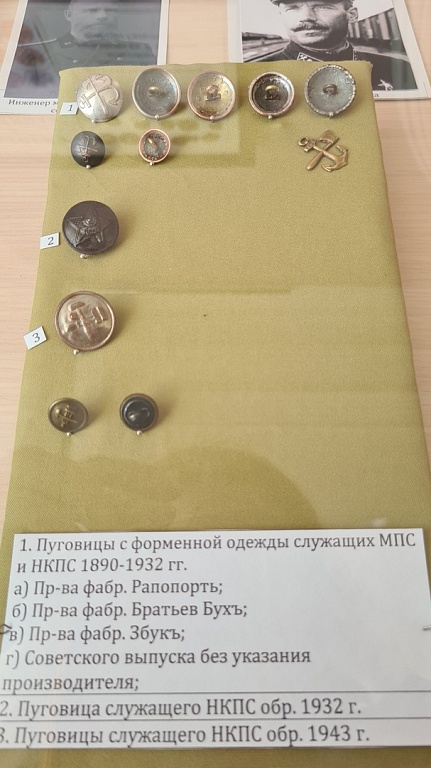 Инженер
1
2
3
1. Пуговицы с форменной одежды служащих МПС
и НКПС 1890-1932 гг.
а) Пр-ва фабр. Рапопортъ;
б) Пр-ва фабр. Братьев Бухъ;
в) Пр-ва фабр. Збукъ;
г) Советского выпуска без указания
производителя;
2. Пуговица служащего НКПС обр. 1932 г.
3. Пуговицы служащего НКПС обр. 1943 г.